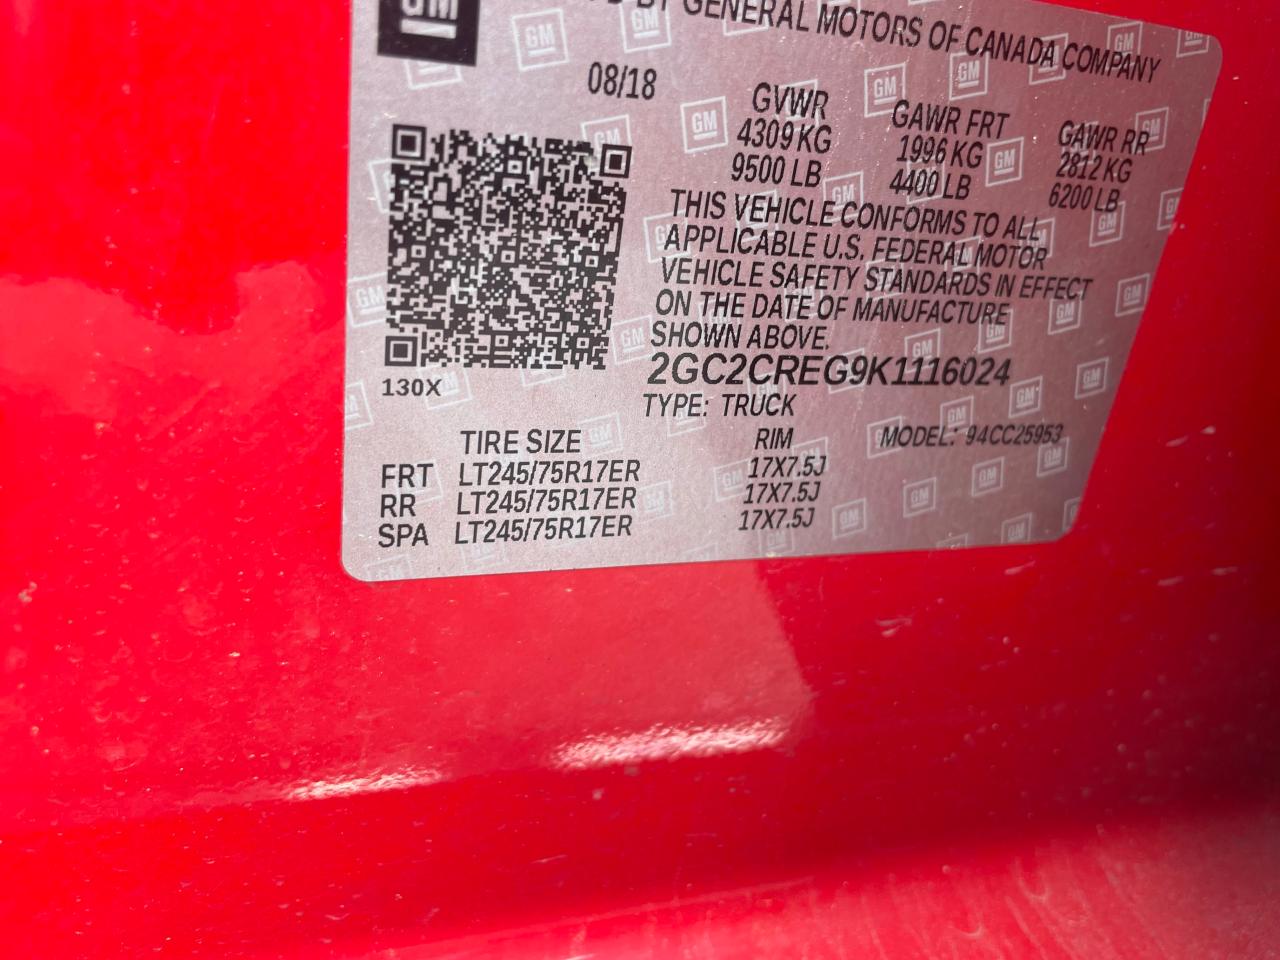 GM
BY GENERAL MOTORS OF CANADA COMPANY
08/18 GVWR GAWR FRT GAWR RR
4309 KG 1996 KG 2812 KG
9500 LB 4400 LB 6200 LB
THIS VEHICLE CONFORMS TO ALL
APPLICABLE U.S. FEDERAL MOTOR
VEHICLE SAFETY STANDARDS IN EFFECT
ON THE DATE OF MANUFACTURE
SHOWN ABOVE.
2GC2CREG9K1116024
130X
TYPE: TRUCK
TIRE SIZE RIM MODEL: 94CC25953
FRT LT245/75R17ER 17X7.5J
RR LT245/75R17ER 17X7.5J
SPA LT245/75R17ER 17X7.5J